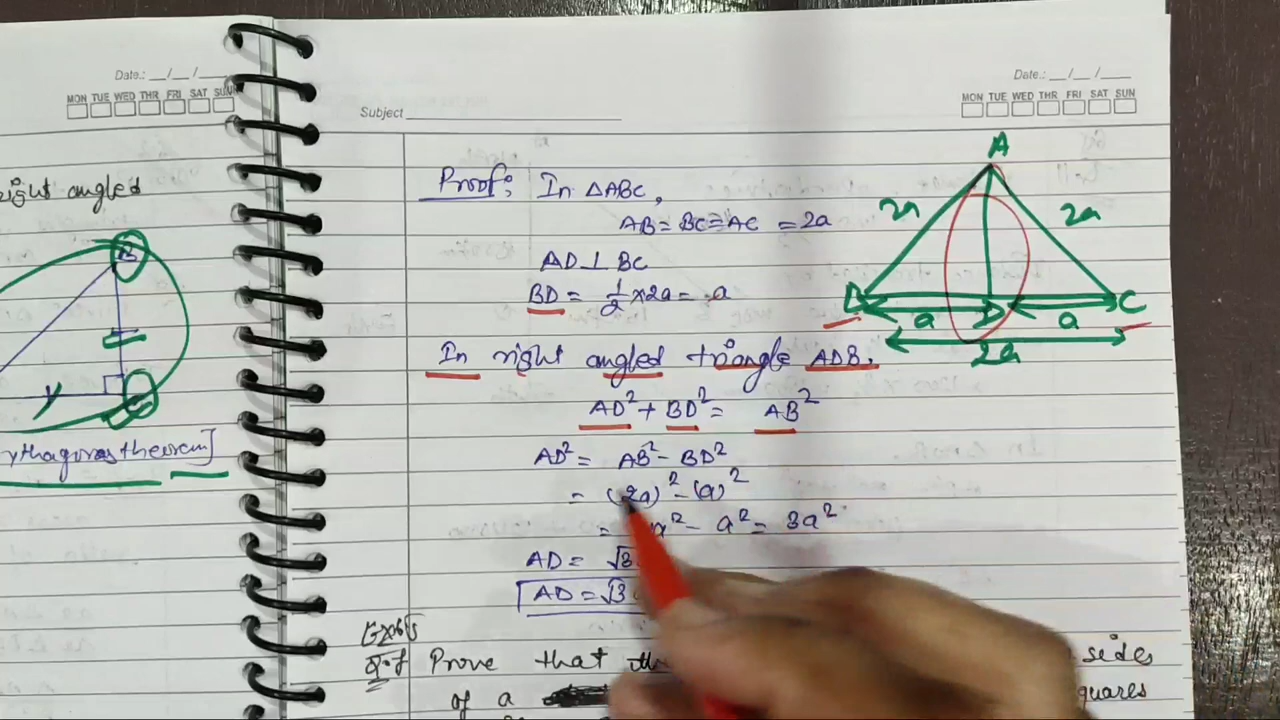 Date.: __/__/__
MON TUE WED THR FRI SAT SUN
right angled
B
y
ythagoras theorem]
Date.: __/__/__
MON TUE WED THR FRI SAT SUN
Subject
Proof: In △ABC,
AB = BC = AC = 2a
AD ⊥ BC
BD = 1/2 × 2a = a
In right angled triangle ADB,
AD² + BD² = AB²
AD² = AB² - BD²
= (2a)² - (a)²
= a² - a² = 3a²
AD = √3
AD = √3
A
2a 2a
B D C
a a
2a
Prove that sides
of a quares